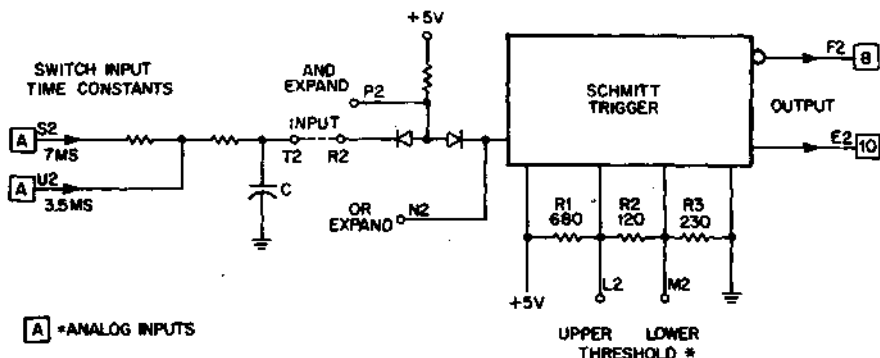 +5V
SWITCH INPUT
TIME CONSTANTS
AND
EXPAND
P2
A
S2
7MS
INPUT
T2
R2
A
U2
3.5MS
C
OR
EXPAND
N2
SCHMITT
TRIGGER
F2
8
OUTPUT
E2
10
R1
680
R2
120
R3
230
+5V
L2
M2
UPPER LOWER
THRESHOLD *
A *ANALOG INPUTS